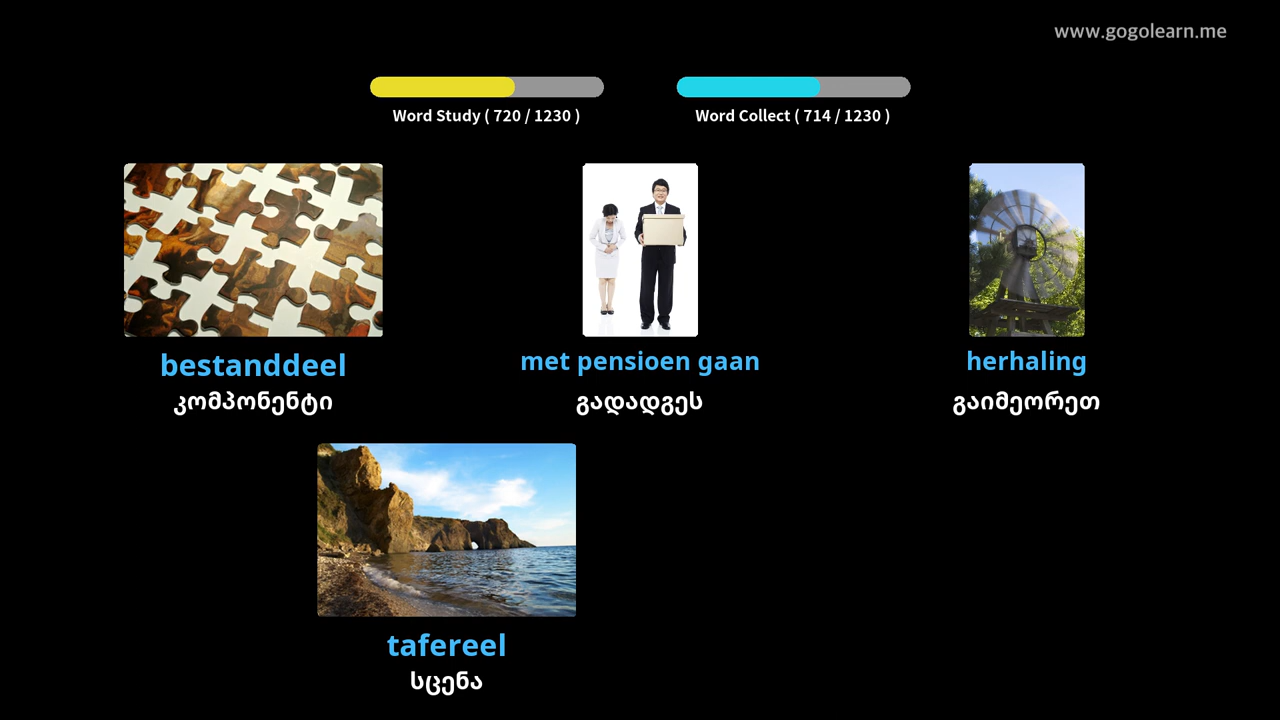 www.gogolearn.me
Word Study ( 720 / 1230 )
Word Collect ( 714 / 1230 )
bestanddeel
met pensioen gaan
herhaling
კომპონენტი
გადადგეს
გაიმეორეთ
tafereel
სცენა